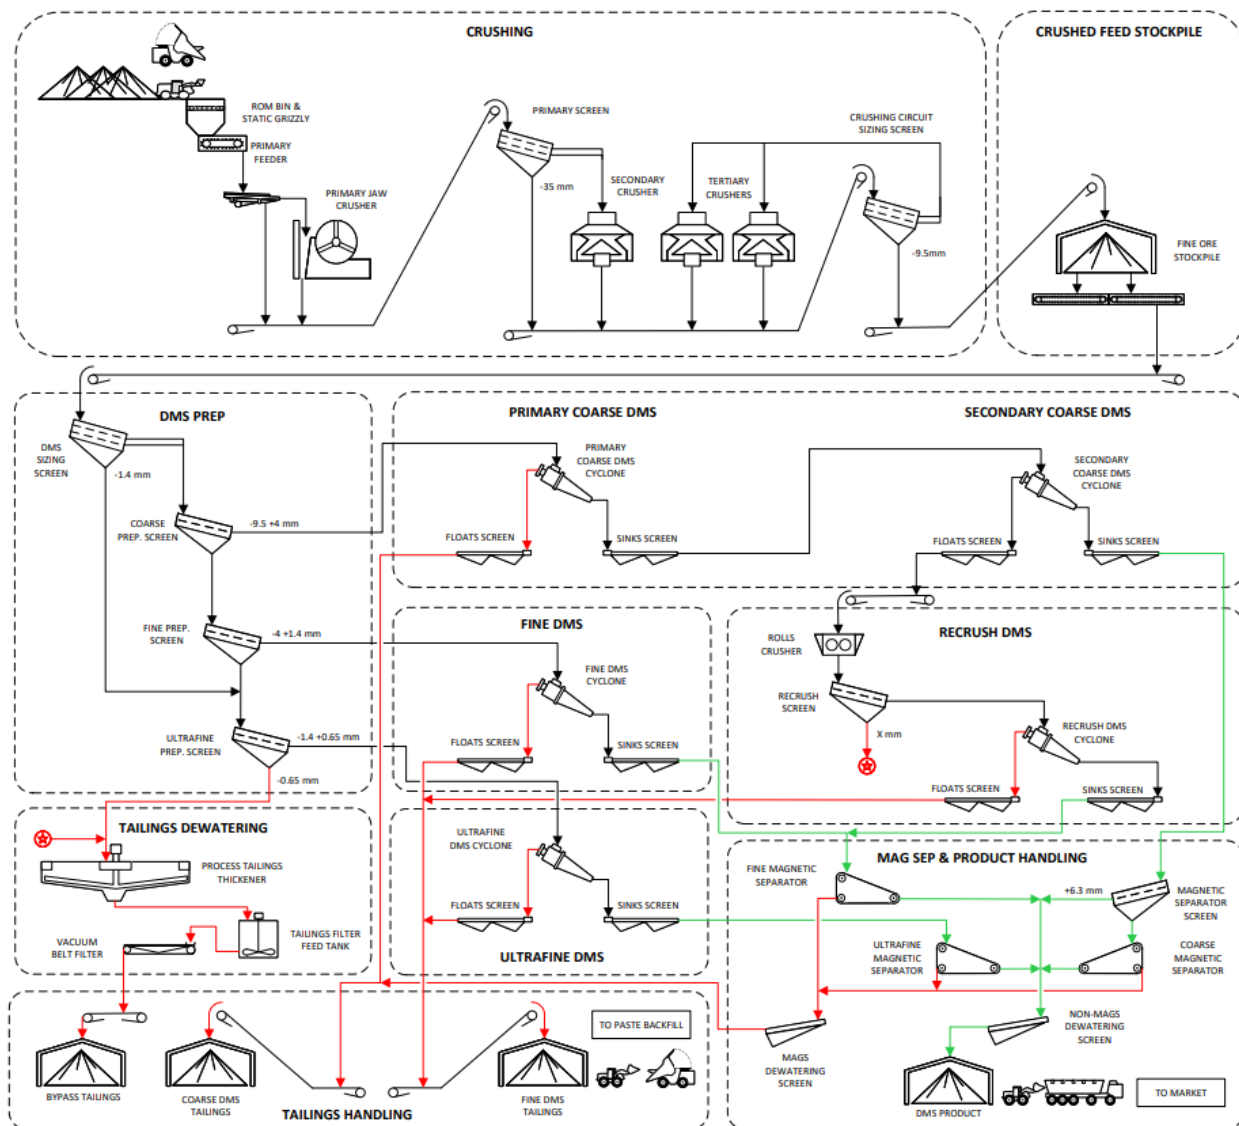 CRUSHING
CRUSHED FEED STOCKPILE
ROM BIN &
STATIC GRIZZLY
PRIMARY
FEEDER
PRIMARY JAW
CRUSHER
PRIMARY SCREEN
-35 mm
SECONDARY
CRUSHER
TERTIARY
CRUSHERS
CRUSHING CIRCUIT
SIZING SCREEN
-9.5mm
FINE ORE
STOCKPILE
DMS PREP
DMS
SIZING
SCREEN
-1.4 mm
COARSE
PREP. SCREEN
-9.5 +4 mm
FINE PREP.
SCREEN
-4 +1.4 mm
ULTRAFINE
PREP. SCREEN
-1.4 +0.65 mm
-0.65 mm
PRIMARY COARSE DMS
SECONDARY COARSE DMS
PRIMARY
COARSE DMS
CYCLONE
FLOATS SCREEN
SINKS SCREEN
SECONDARY
COARSE DMS
CYCLONE
FLOATS SCREEN
SINKS SCREEN
FINE DMS
FINE DMS
CYCLONE
FLOATS SCREEN
SINKS SCREEN
RECRUSH DMS
ROLLS
CRUSHER
RECRUSH
SCREEN
X mm
RECRUSH DMS
CYCLONE
FLOATS SCREEN
SINKS SCREEN
TAILINGS DEWATERING
PROCESS TAILINGS
THICKENER
TAILINGS FILTER
FEED TANK
VACUUM
BELT FILTER
ULTRAFINE
DMS CYCLONE
FLOATS SCREEN
SINKS SCREEN
ULTRAFINE DMS
MAG SEP & PRODUCT HANDLING
FINE MAGNETIC
SEPARATOR
+6.3 mm
MAGNETIC
SEPARATOR
SCREEN
ULTRAFINE
MAGNETIC
SEPARATOR
COARSE
MAGNETIC
SEPARATOR
NON-MAGS
DEWATERING
SCREEN
MAGS
DEWATERING
SCREEN
DMS PRODUCT
TO MARKET
TO PASTE BACKFILL
BYPASS TAILINGS
COARSE DMS
TAILINGS
TAILINGS HANDLING
FINE DMS
TAILINGS